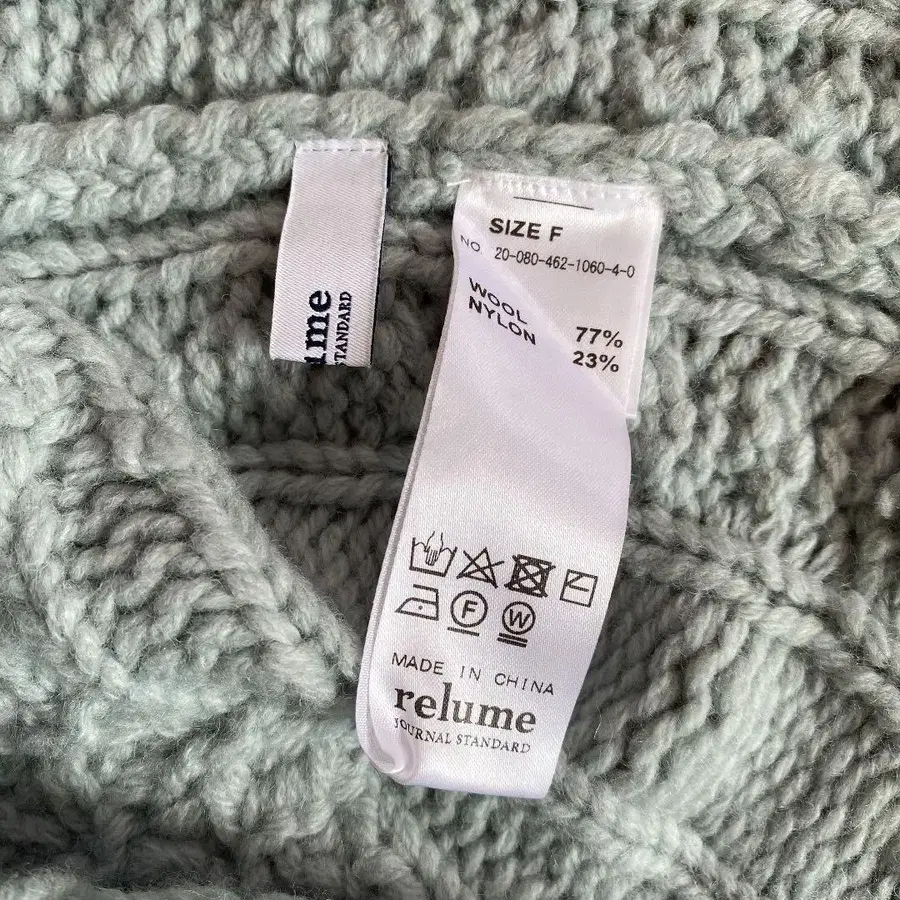 ume
STANDARD
SIZE F
NO. 20-080-462-1060-4-0
WOOL 77%
NYLON 23%
F
W
MADE IN CHINA
relume
JOURNAL STANDARD